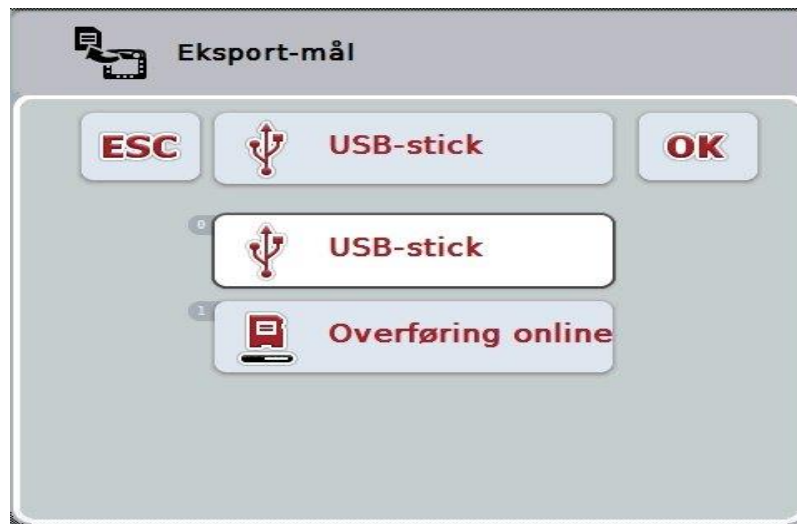 Eksport-mål
ESC
USB-stick
OK
0
USB-stick
1
Overføring online